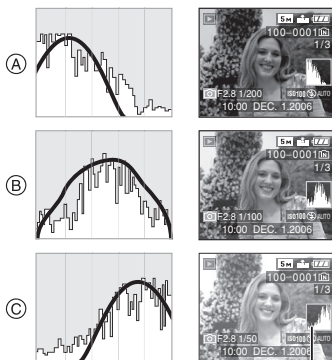 A
5M
100-0001
1/3
F2.8 1/200
ISO100 AUTO
10:00 DEC. 1.2006
B
5M
100-0001
1/3
F2.8 1/100
ISO100 AUTO
10:00 DEC. 1.2006
C
5M
100-0001
1/3
F2.8 1/50
ISO100 AUTO
10:00 DEC. 1.2006